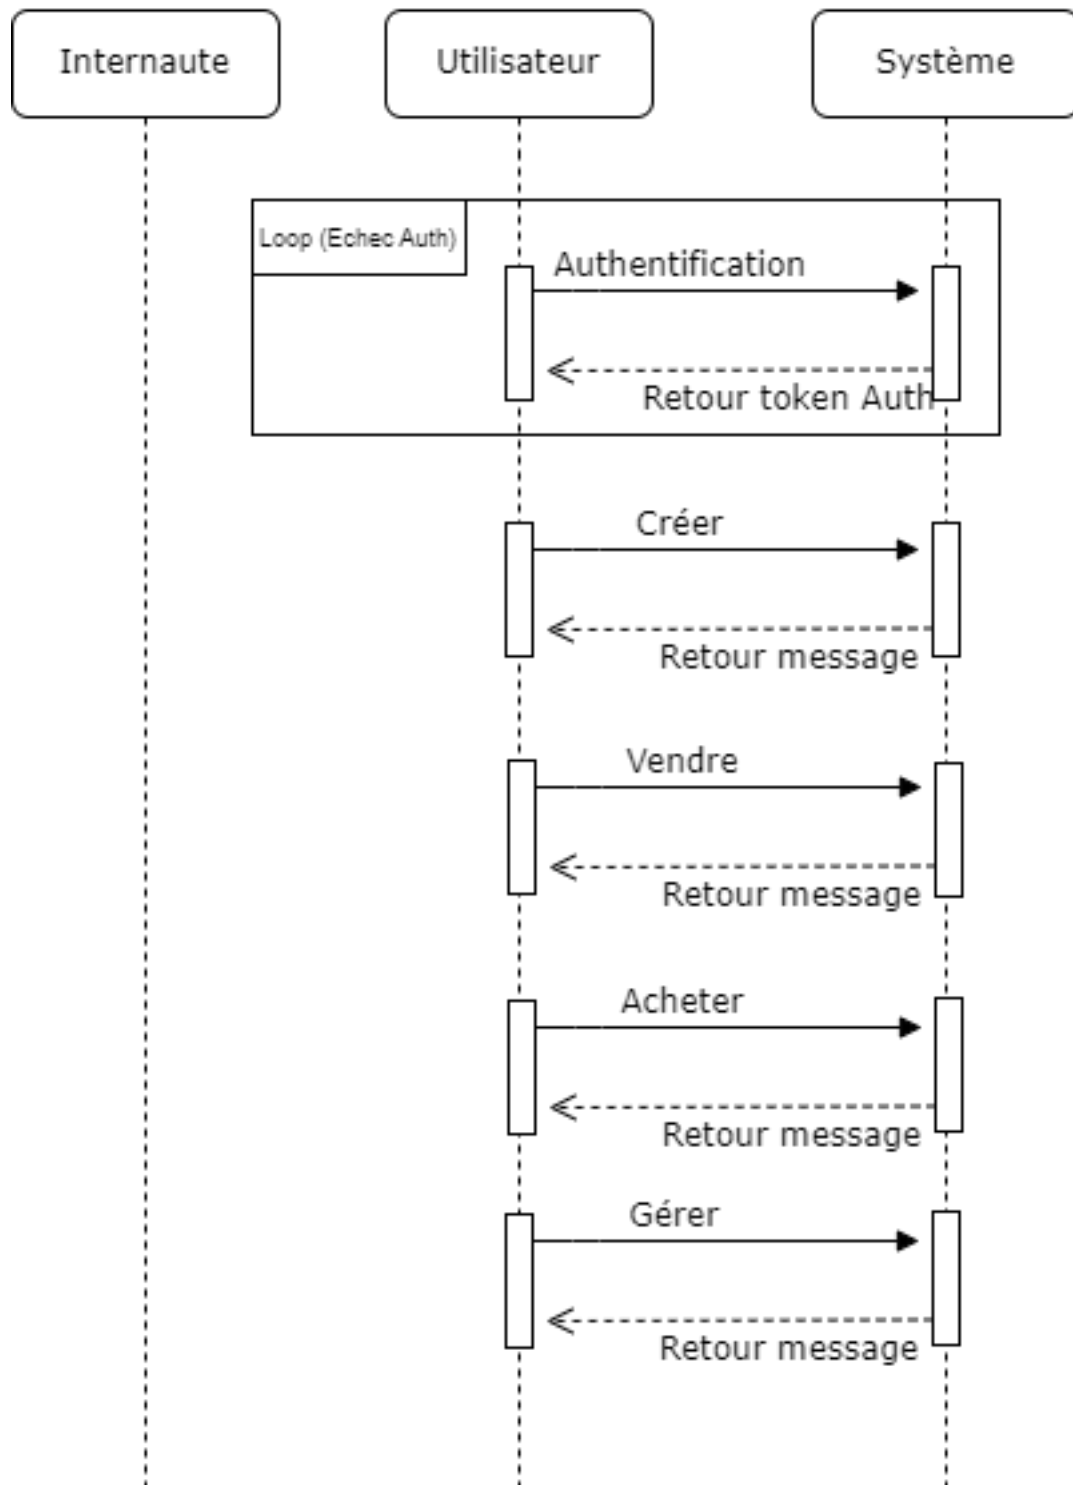 Internaute
Utilisateur
Système
Loop (Echec Auth)
Authentification
Retour token Auth
Créer
Retour message
Vendre
Retour message
Acheter
Retour message
Gérer
Retour message